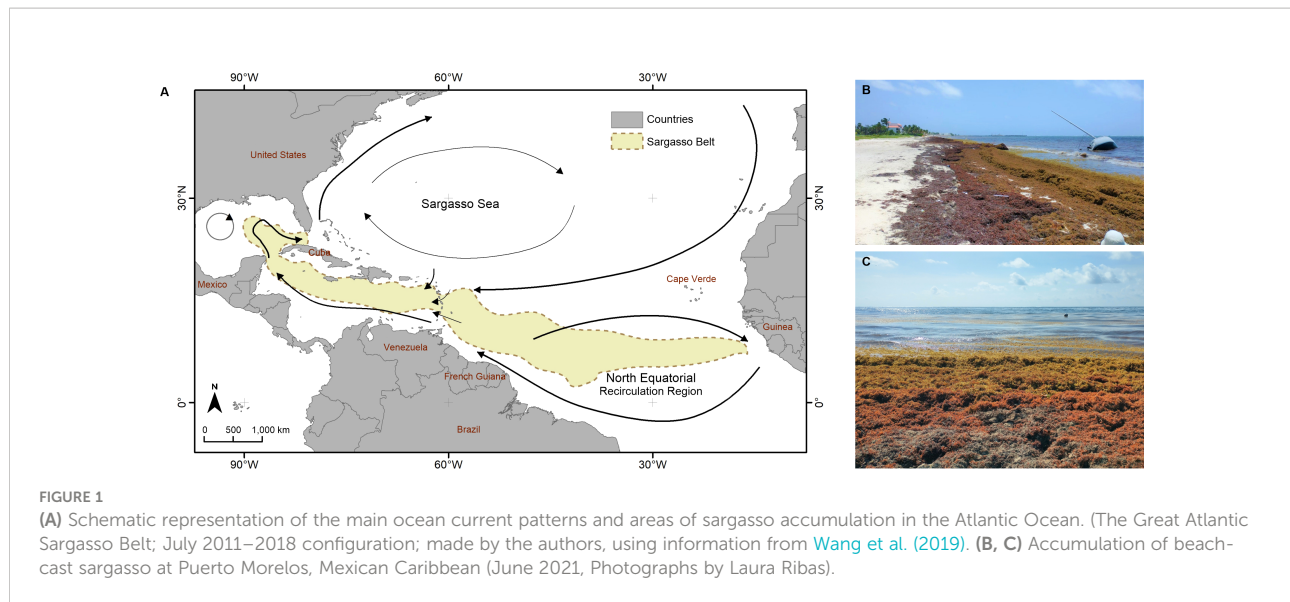 A
90°W
60°W
30°W
Countries
Sargasso Belt
United States
30°N
30°N
Sargasso Sea
Cuba
Mexico
Cape Verde
Guinea
Venezuela
French Guiana
North Equatorial
Recirculation Region
N
0°
0°
Brazil
0 500 1,000 km
90°W
60°W
30°W
B
C
FIGURE 1
(A) Schematic representation of the main ocean current patterns and areas of sargasso accumulation in the Atlantic Ocean. (The Great Atlantic
Sargasso Belt; July 2011–2018 configuration; made by the authors, using information from Wang et al. (2019). (B, C) Accumulation of beach-
cast sargasso at Puerto Morelos, Mexican Caribbean (June 2021, Photographs by Laura Ribas).